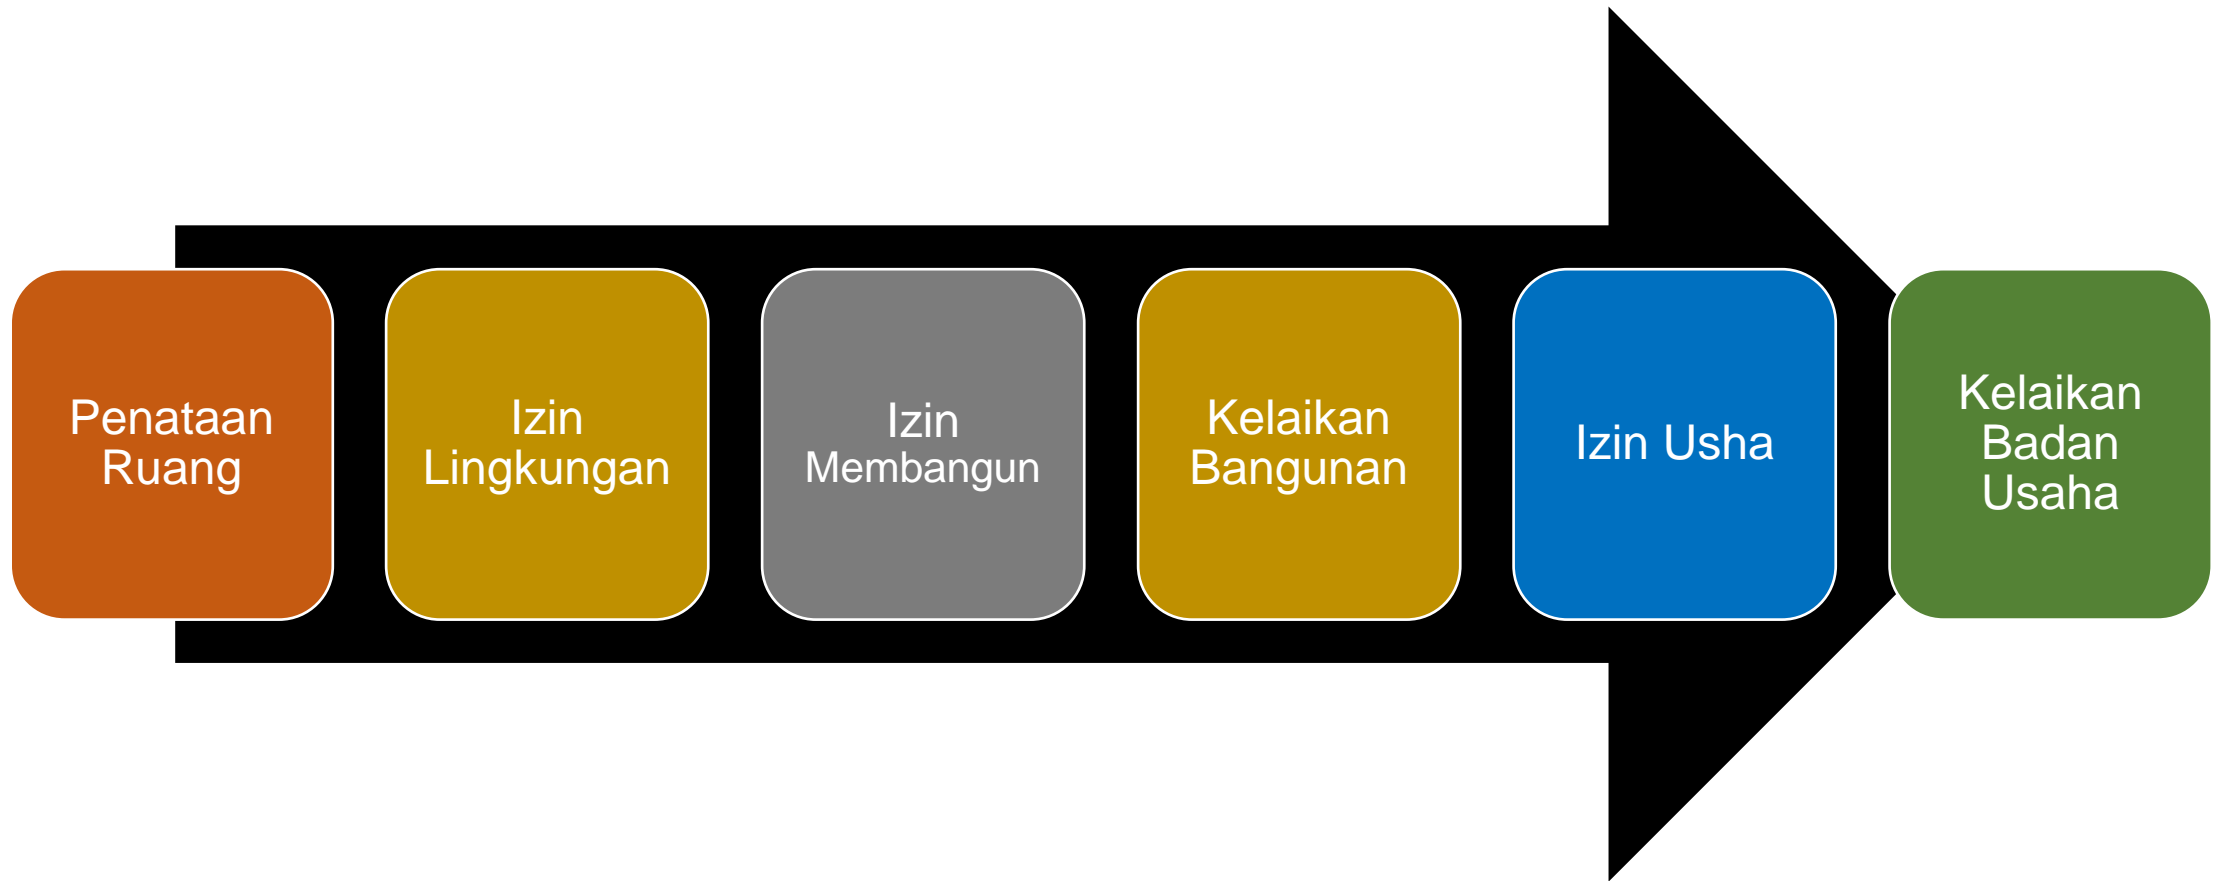 Penataan
Ruang
Izin
Lingkungan
Izin
Membangun
Kelaikan
Bangunan
Izin Usha
Kelaikan
Badan
Usaha